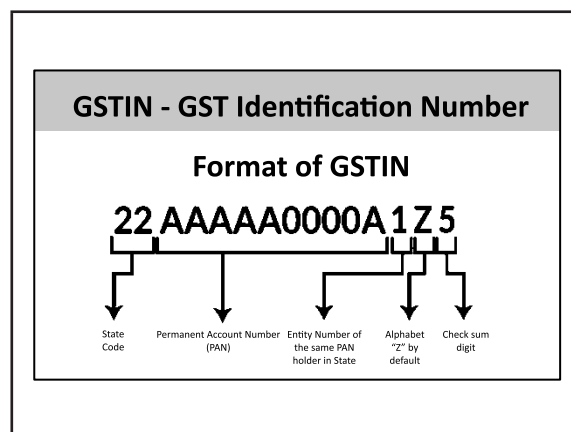 GSTIN - GST Identification Number
Format of GSTIN
22 AAAAA0000A 1 Z 5
State
Code
Permanent Account Number
(PAN)
Entity Number of
the same PAN
holder in State
Alphabet
“Z” by
default
Check sum
digit